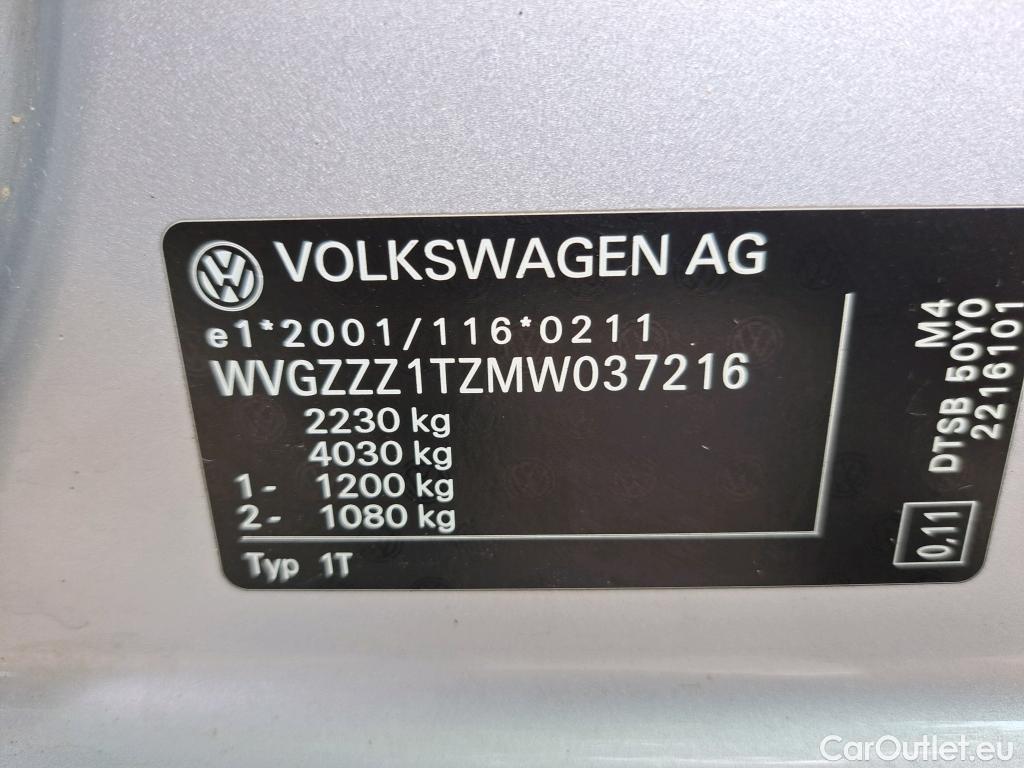 VOLKSWAGEN AG
e1*2001/116*0211
WVGZZZ1TZMW037216
2230 kg
4030 kg
1- 1200 kg
2- 1080 kg
Typ 1T
M4
DTSB 50YO
2216101
0,11
CarOutlet.eu